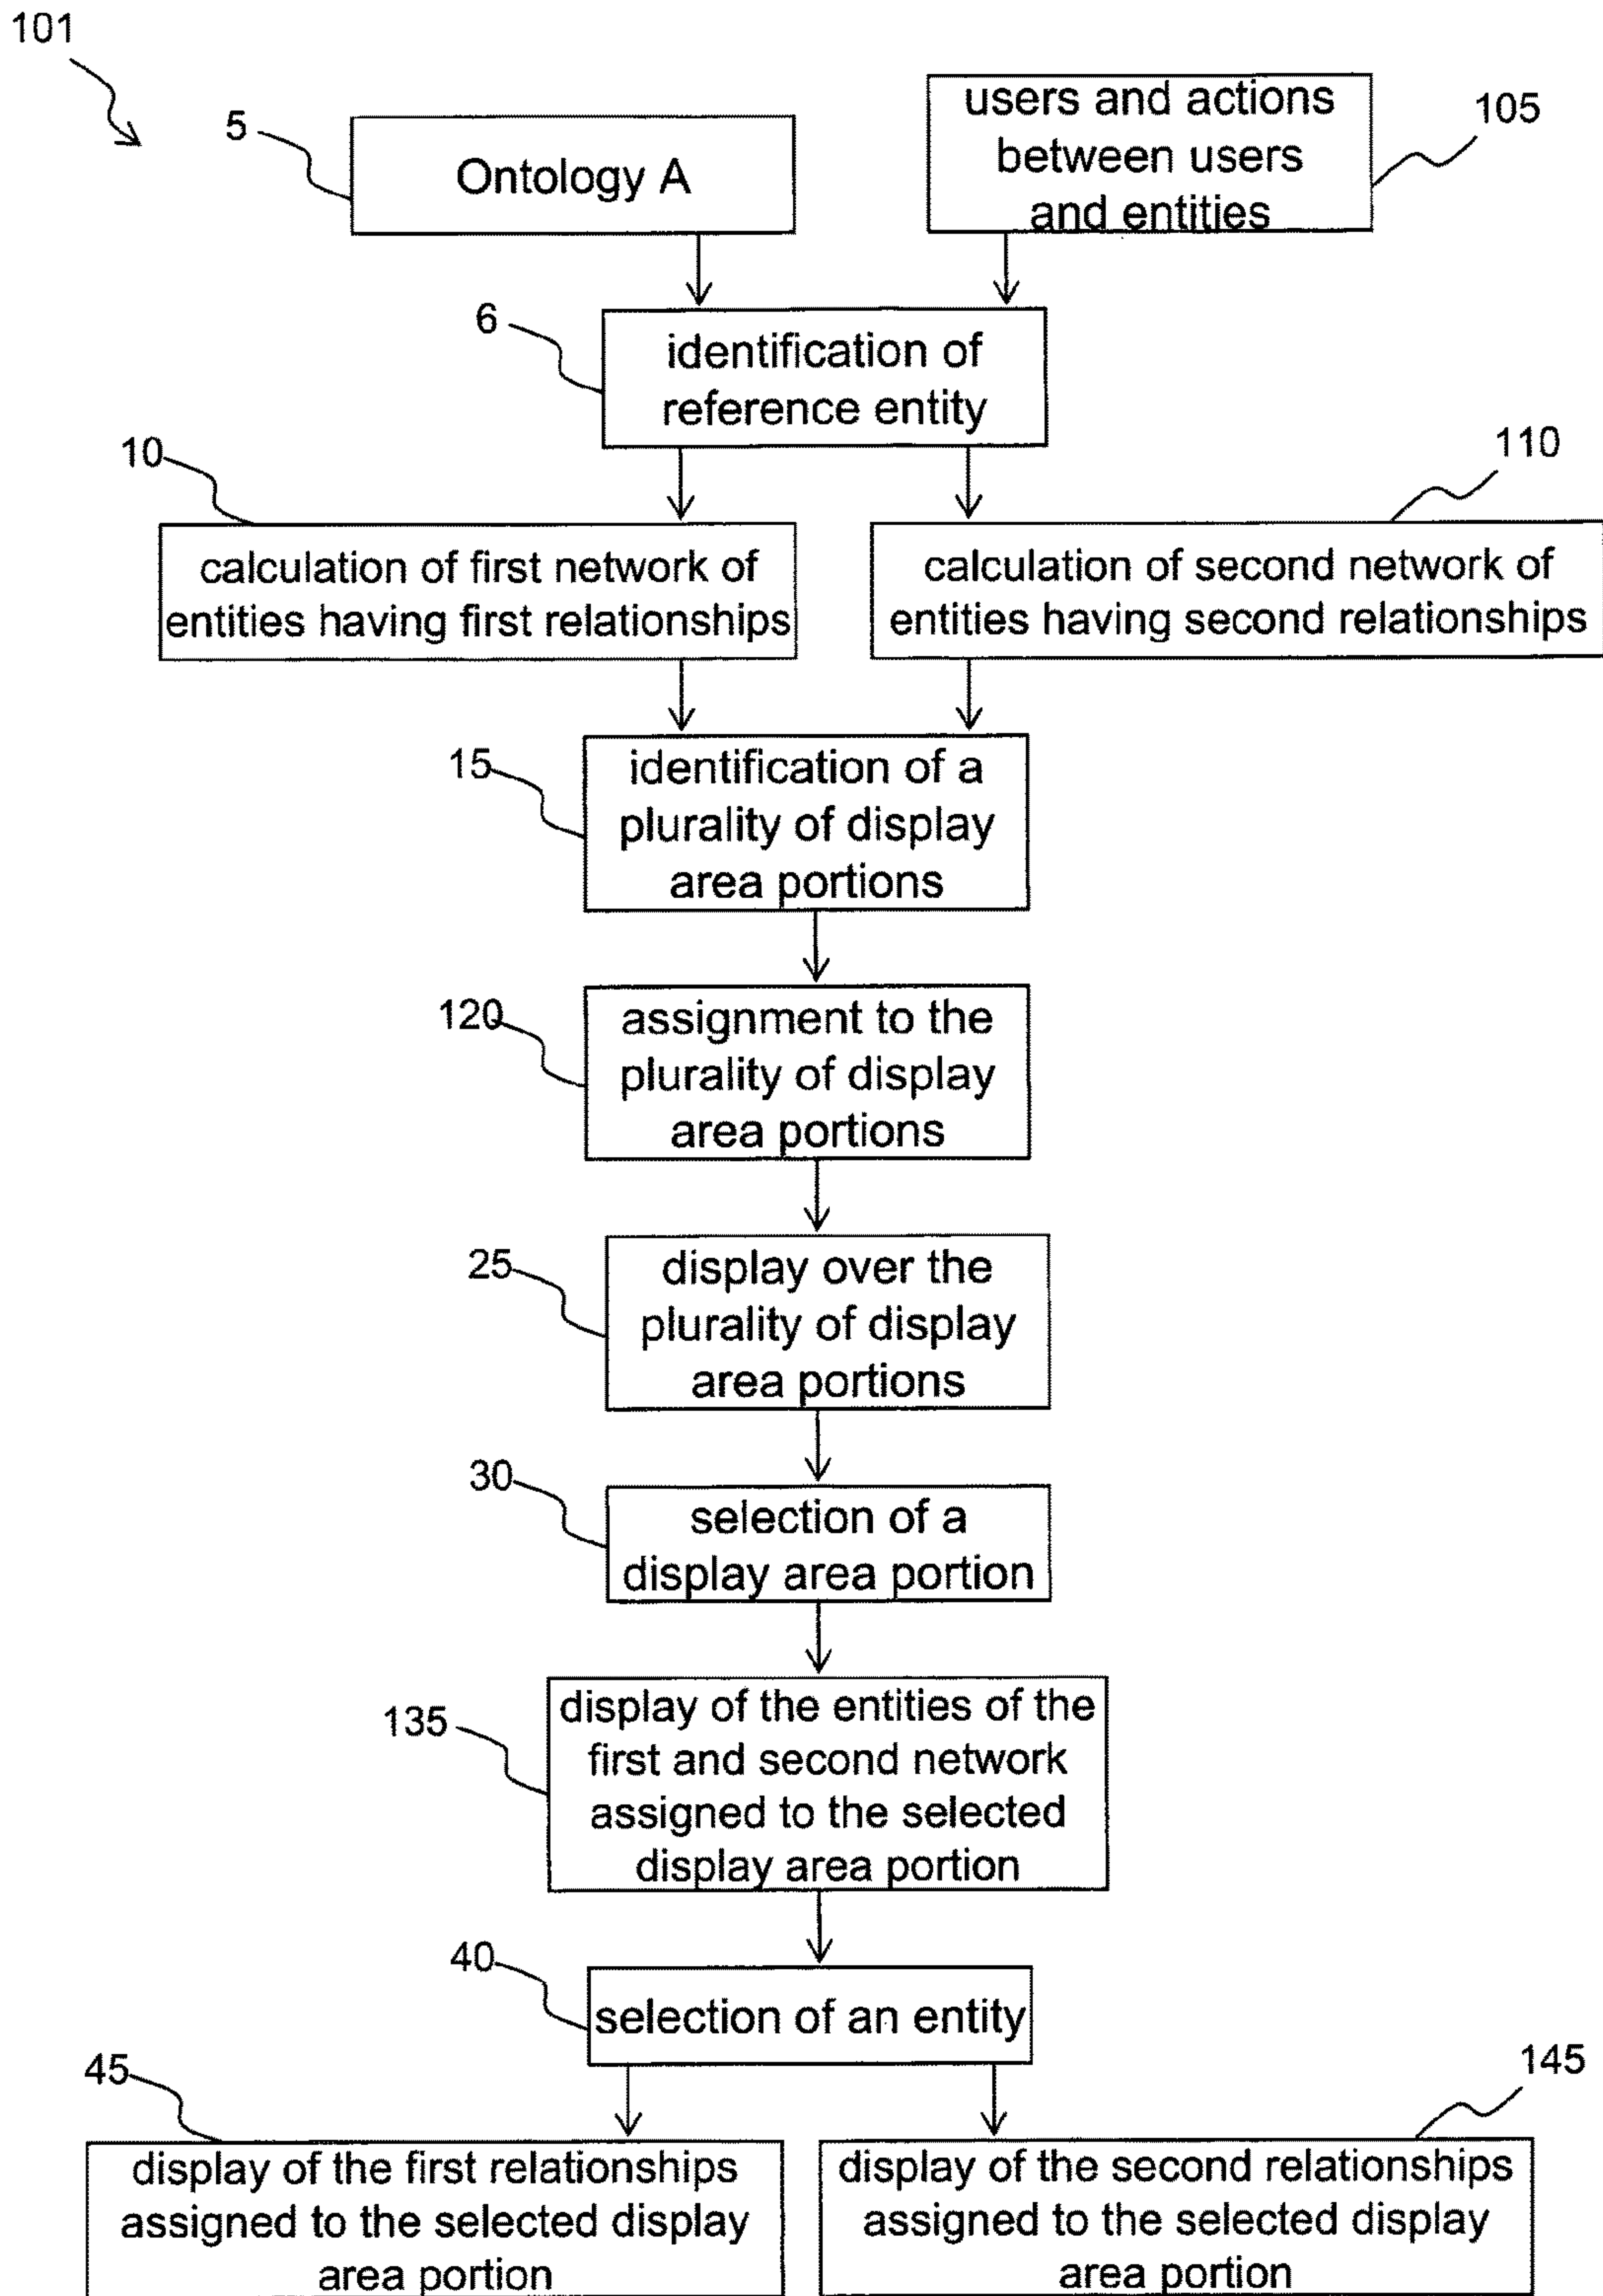 101
5
Ontology A
users and actions
between users
and entities
105
6
identification of
reference entity
10
calculation of first network of
entities having first relationships
110
calculation of second network of
entities having second relationships
15
identification of a
plurality of display
area portions
120
assignment to the
plurality of display
area portions
25
display over the
plurality of display
area portions
30
selection of a
display area portion
135
display of the entities of the
first and second network
assigned to the selected
display area portion
40
selection of an entity
45
display of the first relationships
assigned to the selected display
area portion
145
display of the second relationships
assigned to the selected display
area portion